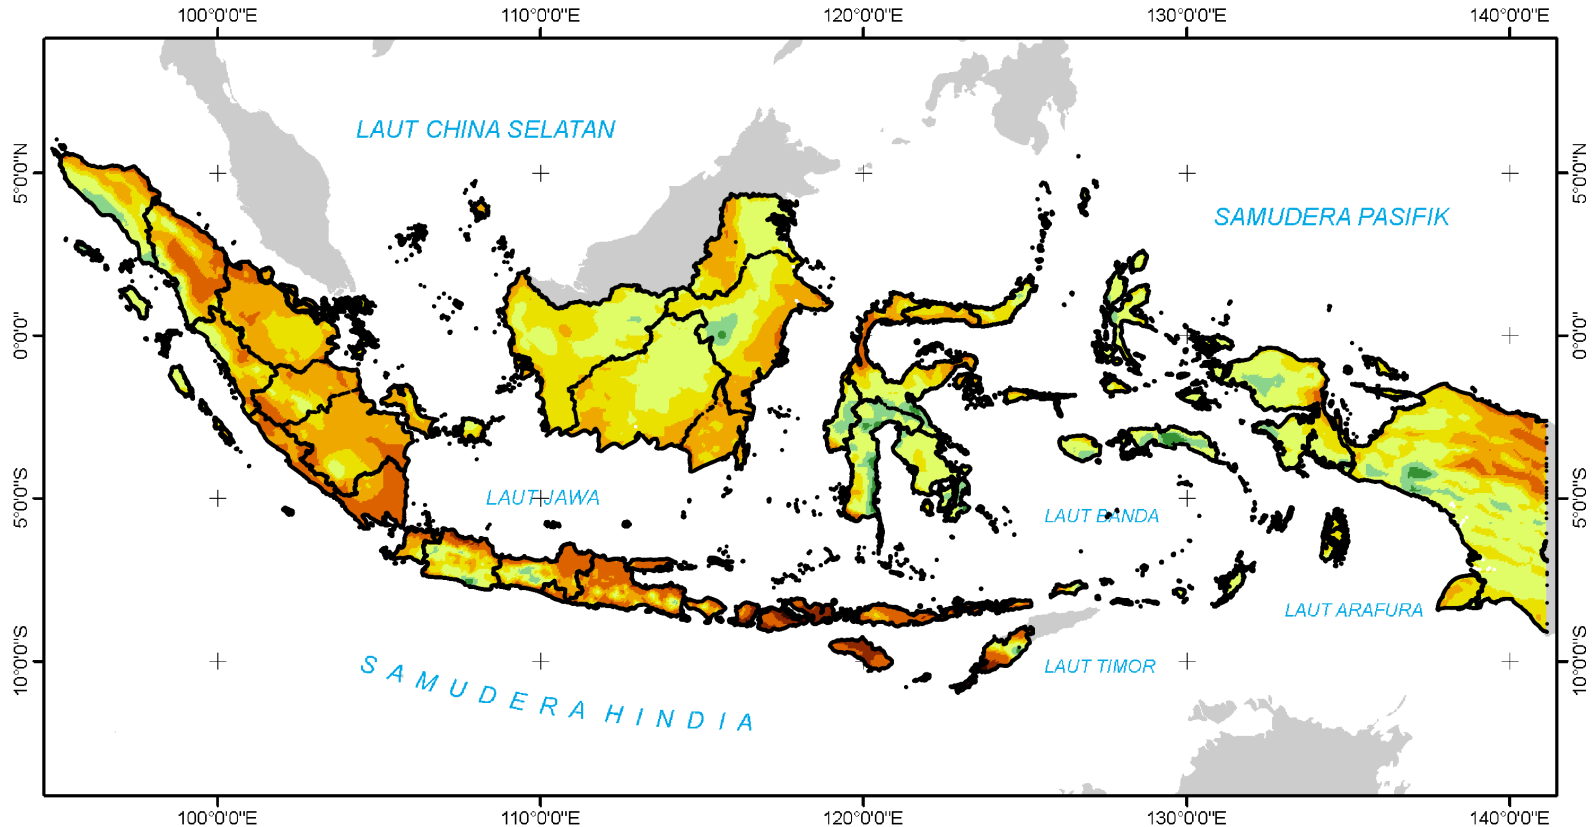 100°0'0"E 110°0'0"E 120°0'0"E 130°0'0"E 140°0'0"E
LAUT CHINA SELATAN
5°0'0"N 5°0'0"N
SAMUDERA PASIFIK
0°0'0" 0°0'0"
5°0'0"S 5°0'0"S
LAUT JAWA
LAUT BANDA
LAUT ARAFURA
10°0'0"S 10°0'0"S
LAUT TIMOR
SAMUDERA HINDIA
100°0'0"E 110°0'0"E 120°0'0"E 130°0'0"E 140°0'0"E